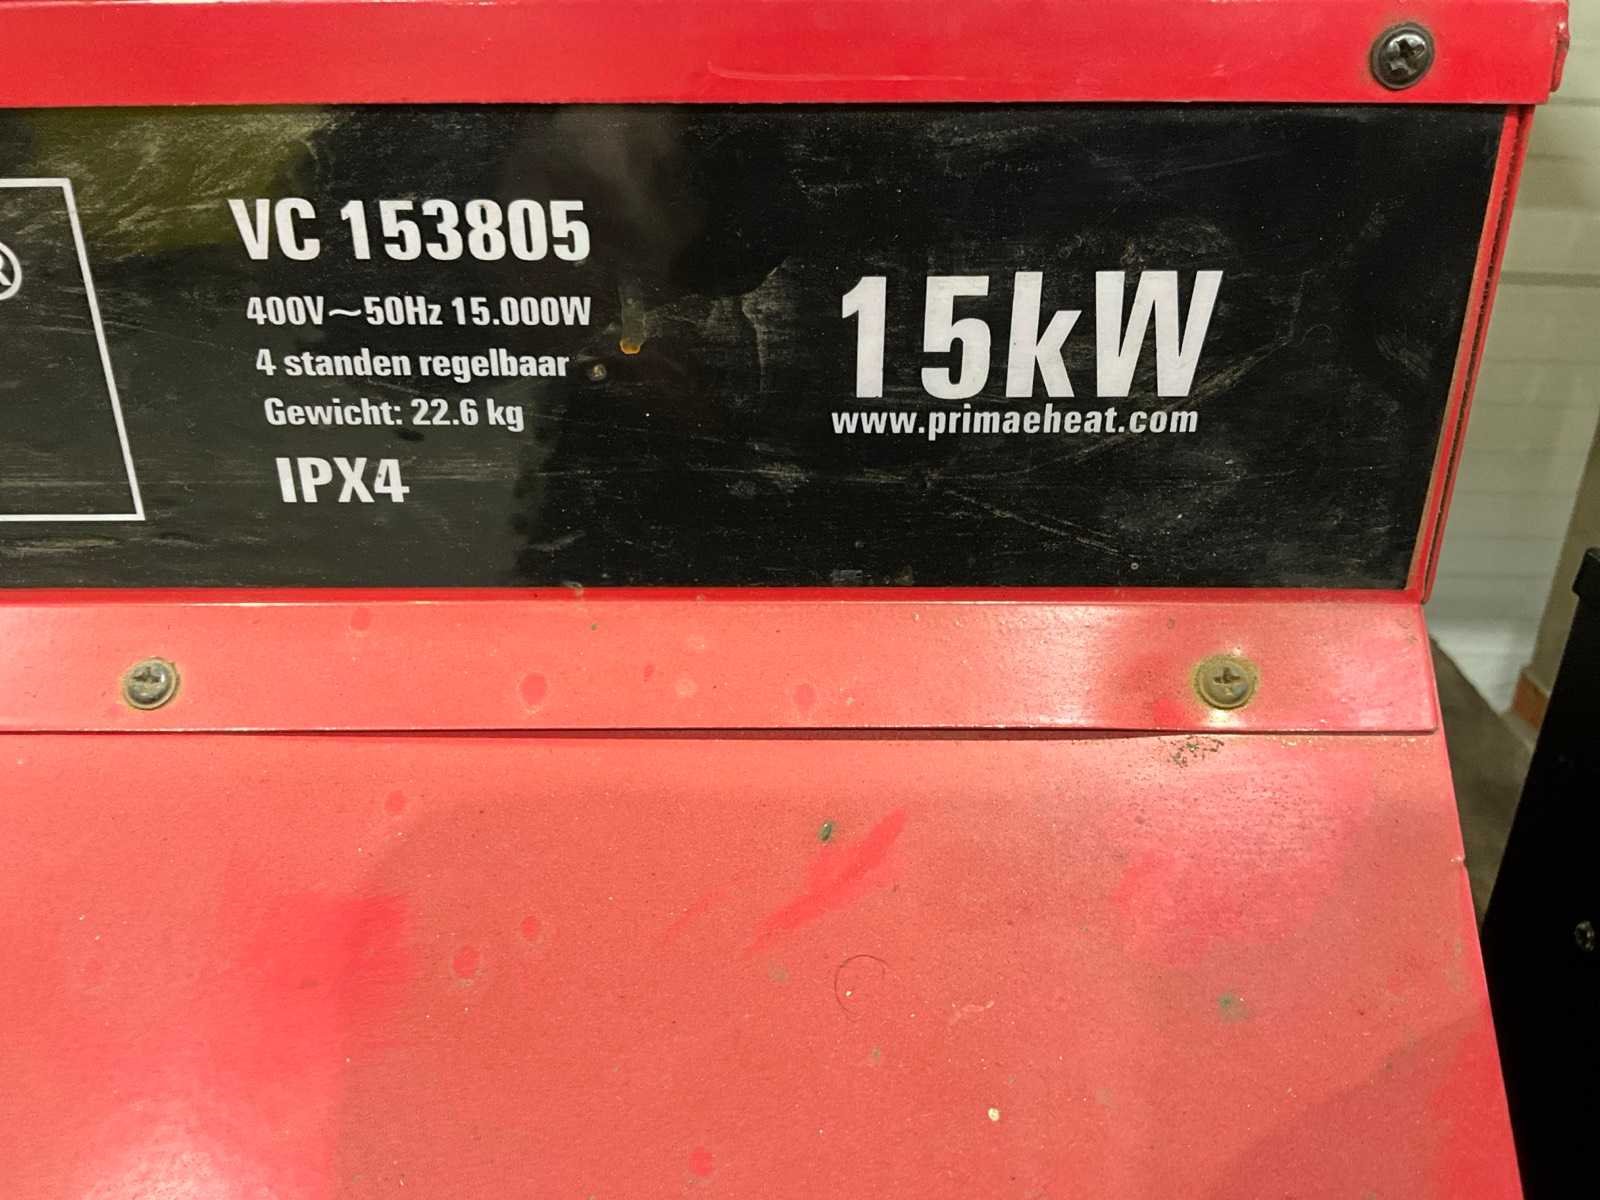 ®
VC 153805
400V~50Hz 15.000W
4 standen regelbaar
Gewicht: 22.6 kg
IPX4
15kW
www.primaeheat.com